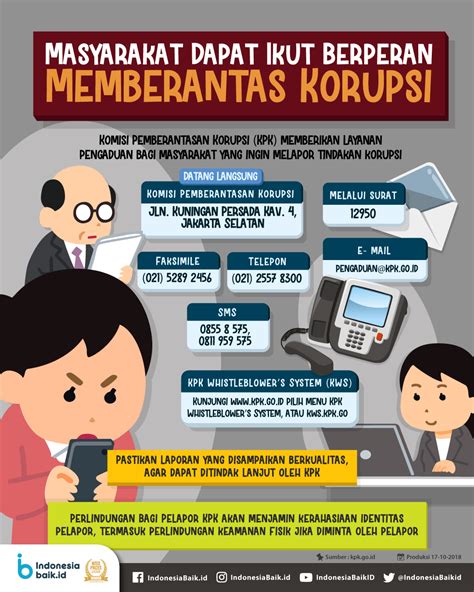 MASYARAKAT DAPAT IKUT BERPERAN
MEMBERANTAS KORUPSI
KOMISI PEMBERANTASAN KORUPSI (KPK) MEMBERIKAN LAYANAN
PENGADUAN BAGI MASYARAKAT YANG INGIN MELAPOR TINDAKAN KORUPSI
DATANG LANGSUNG
KOMISI PEMBERANTASAN KORUPSI
JLN. KUNINGAN PERSADA KAV. 4,
JAKARTA SELATAN
MELALUI SURAT
12950
FAKSIMILE
(021) 5289 2456
TELEPON
(021) 2557 8300
E- MAIL
PENGADUAN@KPK.GO.ID
SMS
0855 8 575,
0811 959 575
KPK WHISTLEBLOWER'S SYSTEM (KWS)
KUNJUNGI WWW.KPK.GO.ID PILIH MENU KPK
WHISTLEBLOWER'S SYSTEM, ATAU KWS.KPK.GO
PASTIKAN LAPORAN YANG DISAMPAIKAN BERKUALITAS,
AGAR DAPAT DITINDAK LANJUT OLEH KPK
PERLINDUNGAN BAGI PELAPOR KPK AKAN MENJAMIN KERAHASIAAN IDENTITAS
PELAPOR, TERMASUK PERLINDUNGAN KEAMANAN FISIK JIKA DIMINTA OLEH PELAPOR
Sumber : kpk.go.id
Produksi 17-10-2018
Indonesia
baik.id
IndonesiaBaik.id
IndonesiaBaik.id
IndonesiaBaikID
@IndonesiaBaikId